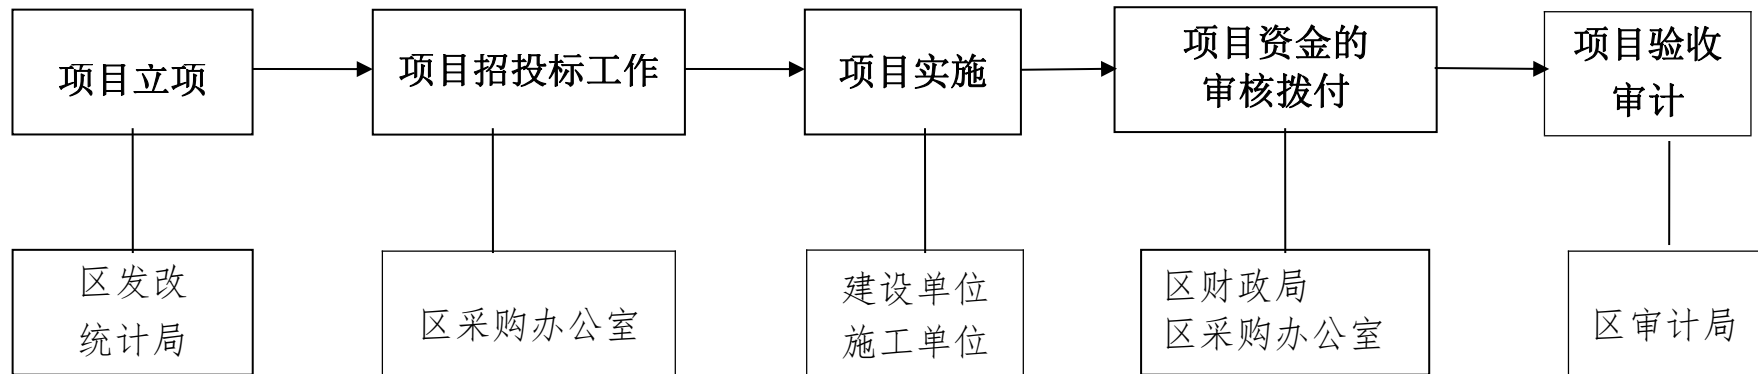 项目立项
项目招投标工作
项目实施
项目资金的
审核拨付
项目验收
审计
区发改
统计局
区采购办公室
建设单位
施工单位
区财政局
区采购办公室
区审计局